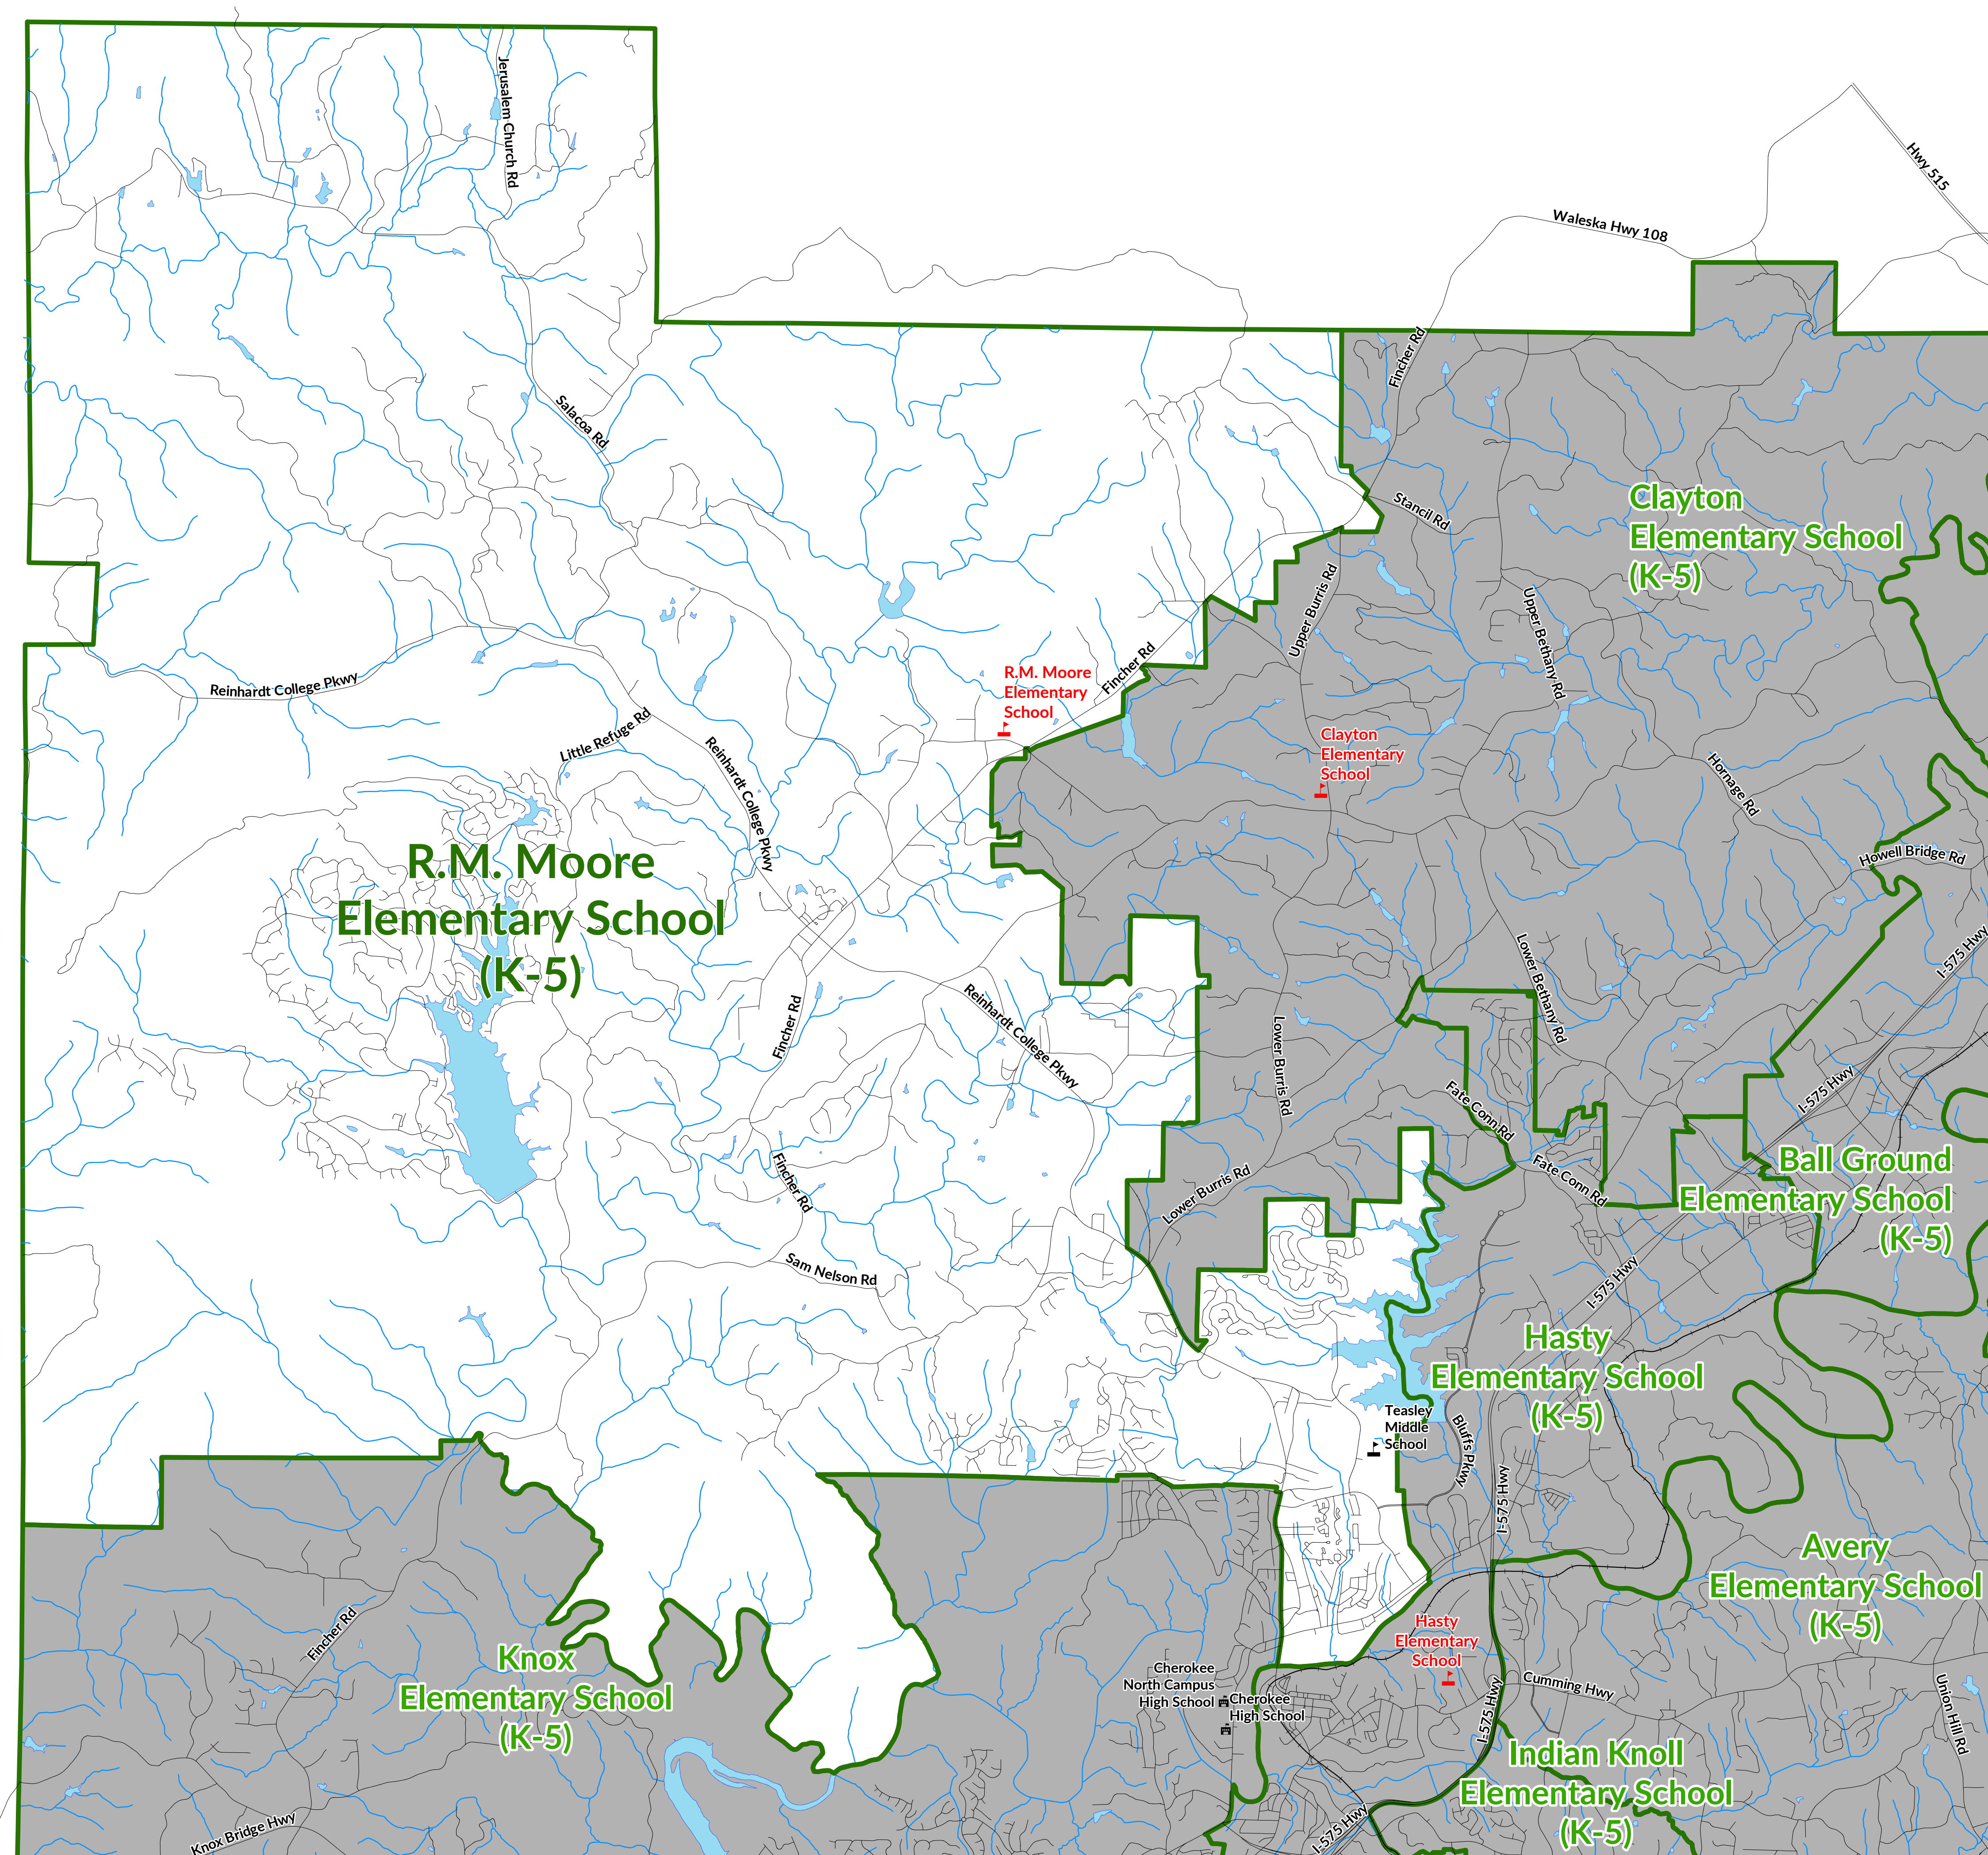 Jerusalem Church Rd
Hwy 515
Waleska Hwy 108
Fincher Rd
Salacoa Rd
Stancil Rd
Clayton
Elementary School
(K-5)
Upper Burris Rd
Upper Bethany Rd
Reinhardt College Pkwy
Little Refuge Rd
R.M. Moore
Elementary
School
Fincher Rd
Reinhardt College Pkwy
Clayton
Elementary
School
Hornage Rd
Howell Bridge Rd
R.M. Moore
Elementary School
(K-5)
Lower Bethany Rd
I-575 Hwy
Fincher Rd
Reinhardt College Pkwy
Lower Burris Rd
Fate Conn Rd
I-575 Hwy
Fincher Rd
Lower Burris Rd
Fate Conn Rd
Ball Ground
Elementary School
(K-5)
Sam Nelson Rd
I-575 Hwy
Hasty
Elementary School
(K-5)
Teasley
Middle
School
Bluffs Pkwy
I-575 Hwy
Avery
Elementary School
(K-5)
Fincher Rd
Knox
Elementary School
(K-5)
Hasty
Elementary
School
Cherokee
North Campus
High School
Cherokee
High School
I-575 Hwy
Cumming Hwy
Union Hill Rd
Indian Knoll
Elementary School
(K-5)
Knox Bridge Hwy
I-575 Hwy